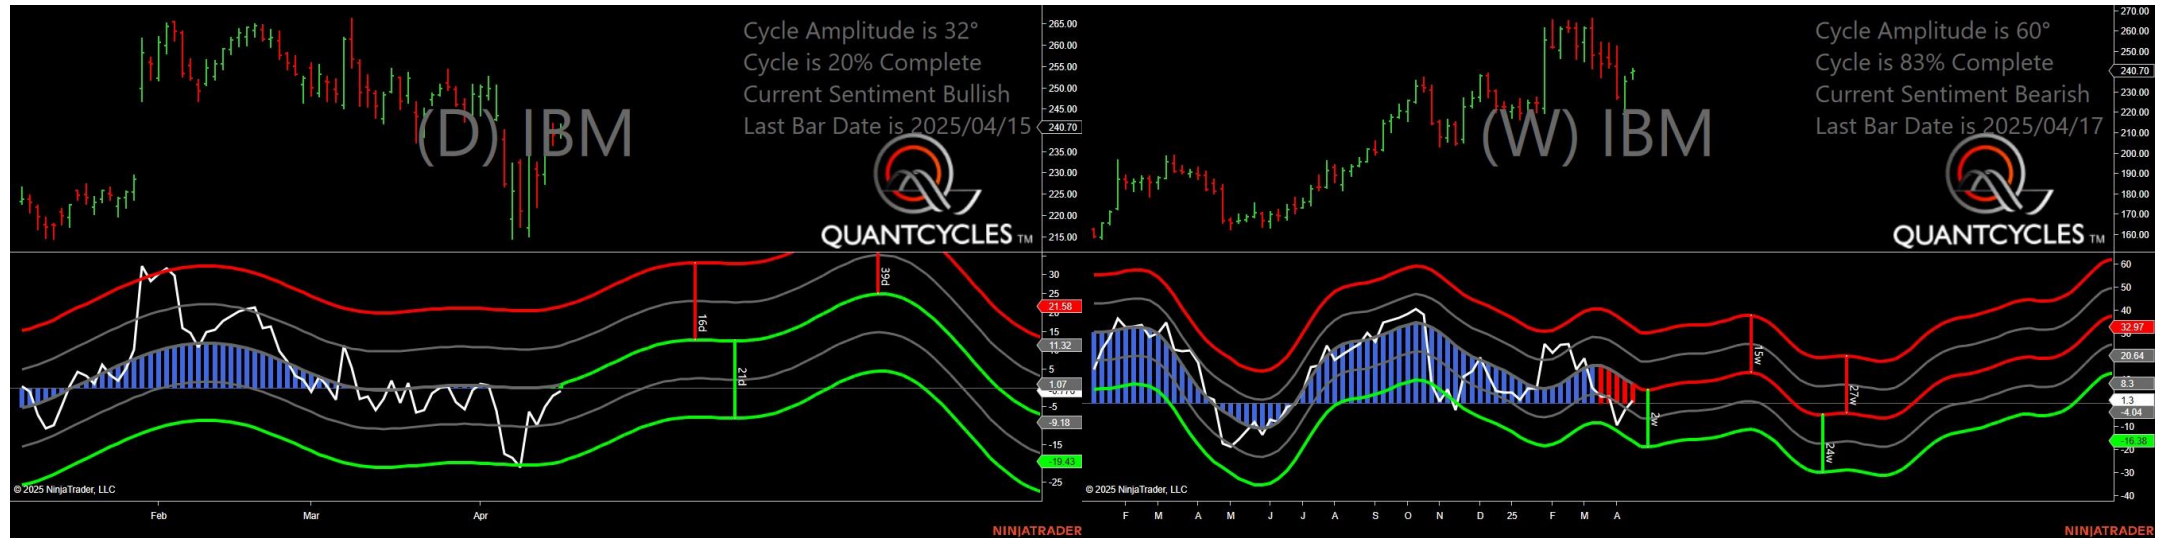 Cycle Amplitude is 32°
Cycle is 20% Complete
Current Sentiment Bullish
Last Bar Date is 2025/04/15
(D) IBM
QUANTCYCLES TM
265.00
260.00
255.00
250.00
245.00
240.70
235.00
230.00
225.00
220.00
215.00
30
25
21.58
20
15
11.32
5
1.07
-5
-9.18
-15
-19.43
-25
16d
21d
39d
© 2025 NinjaTrader, LLC
Feb
Mar
Apr
NINJATRADER
Cycle Amplitude is 60°
Cycle is 83% Complete
Current Sentiment Bearish
Last Bar Date is 2025/04/17
(W) IBM
QUANTCYCLES TM
270.00
260.00
250.00
240.70
230.00
220.00
210.00
200.00
190.00
180.00
170.00
160.00
60
50
40
32.97
20.64
8.3
1.3
-4.04
-10
-16.38
-20
-30
-40
2w
15w
24w
27w
© 2025 NinjaTrader, LLC
F
M
A
M
J
J
A
S
O
N
D
25
F
M
A
NINJATRADER